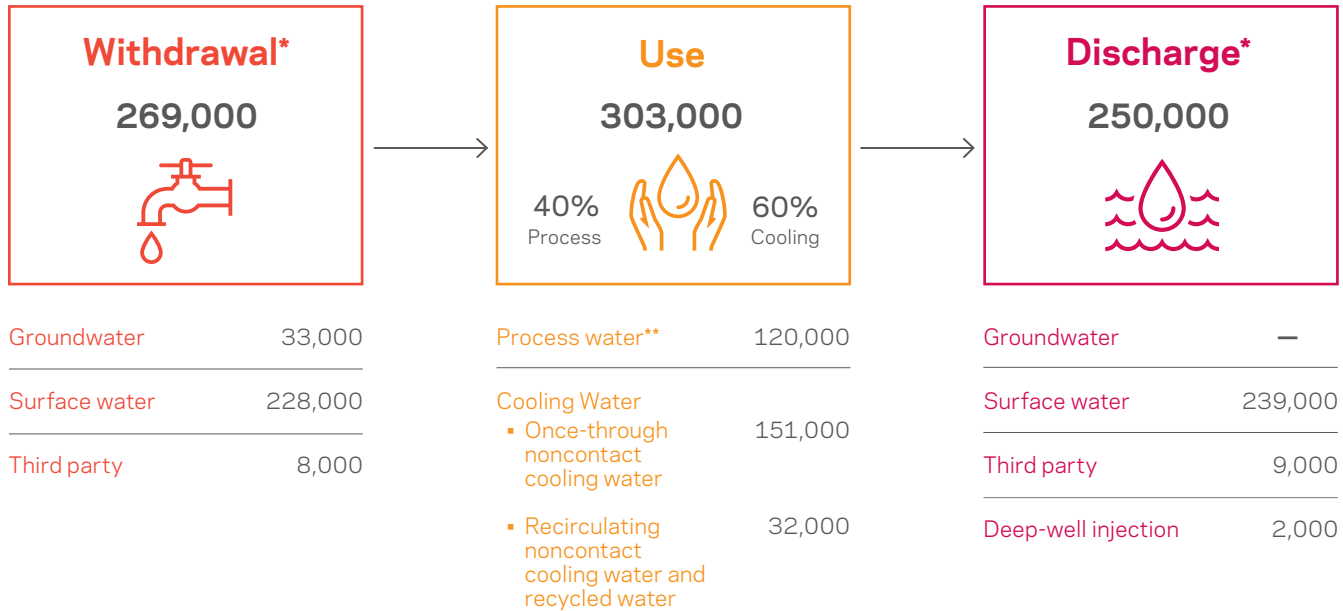 Withdrawal*
269,000
Groundwater 33,000
Surface water 228,000
Third party 8,000
Use
303,000
40%
Process
60%
Cooling
Process water** 120,000
Cooling Water
▪ Once-through 151,000
noncontact
cooling water
▪ Recirculating 32,000
noncontact
cooling water and
recycled water
Discharge*
250,000
Groundwater —
Surface water 239,000
Third party 9,000
Deep-well injection 2,000